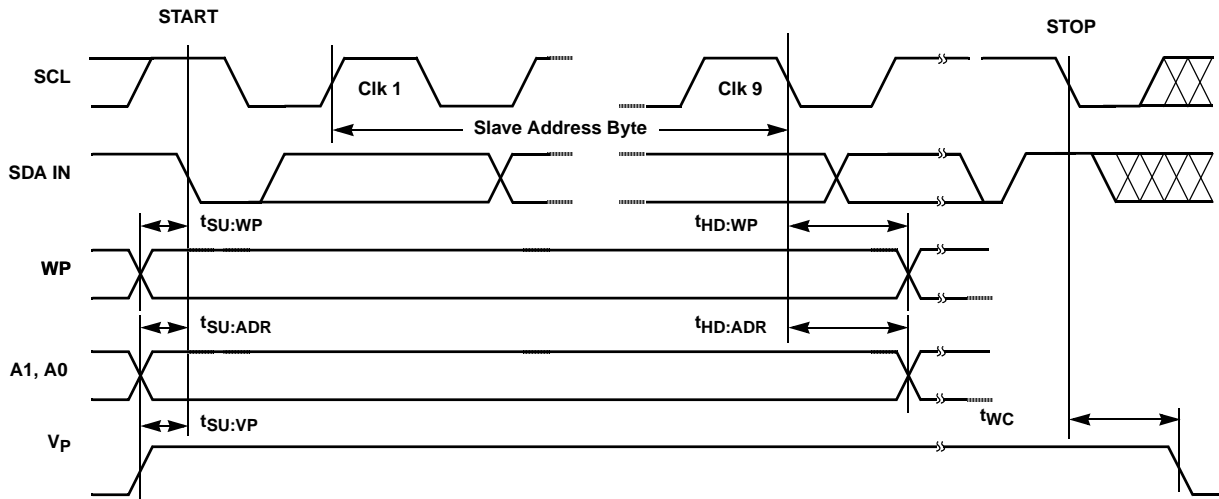 START
STOP
SCL
Clk 1
Clk 9
Slave Address Byte
SDA IN
tSU:WP
tHD:WP
WP
tSU:ADR
tHD:ADR
A1, A0
tSU:VP
tWC
VP